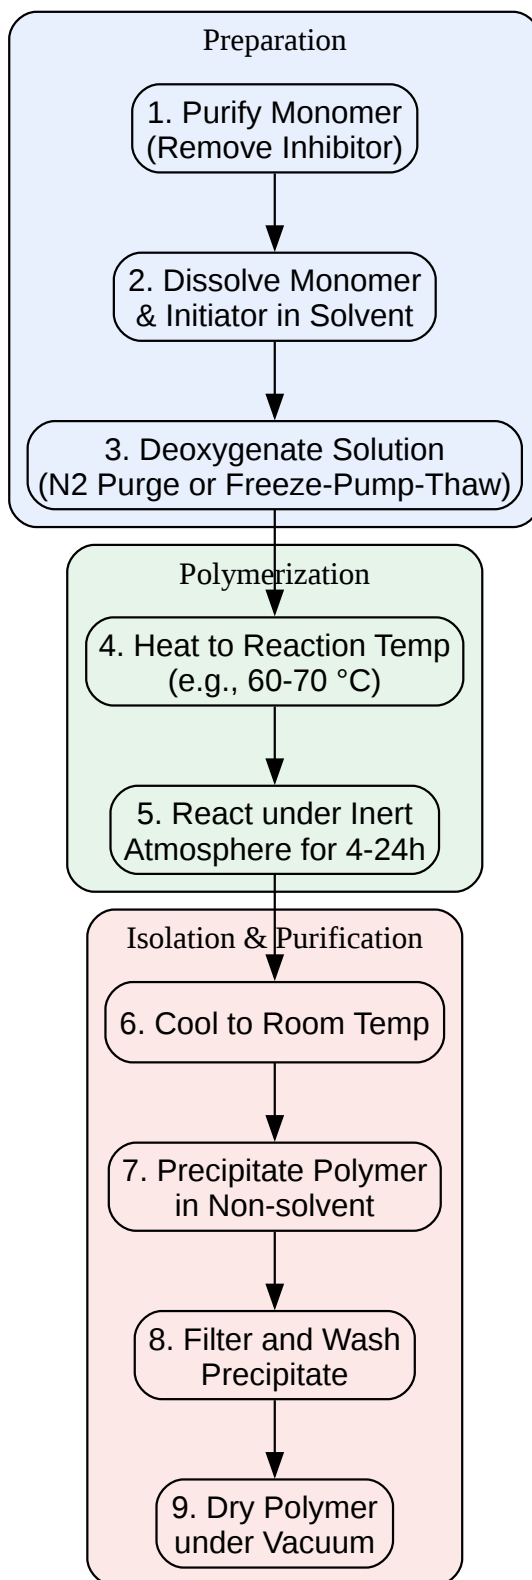 Preparation
1. Purify Monomer
(Remove Inhibitor)
2. Dissolve Monomer
& Initiator in Solvent
3. Deoxygenate Solution
(N2 Purge or Freeze-Pump-Thaw)
Polymerization
4. Heat to Reaction Temp
(e.g., 60-70 °C)
5. React under Inert
Atmosphere for 4-24h
Isolation & Purification
6. Cool to Room Temp
7. Precipitate Polymer
in Non-solvent
8. Filter and Wash
Precipitate
9. Dry Polymer
under Vacuum